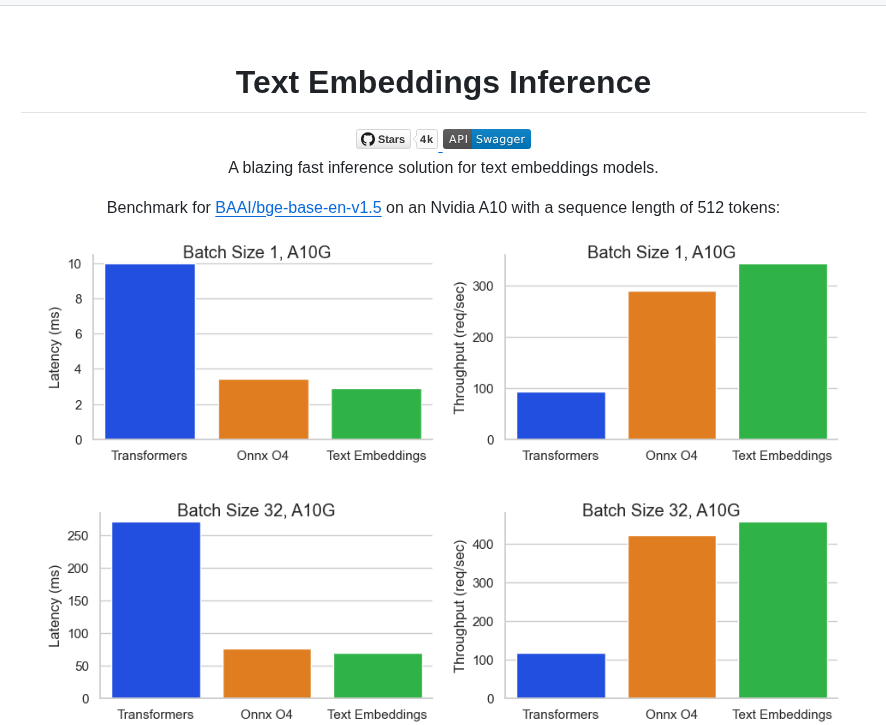 Text Embeddings Inference
Stars 4k API Swagger
A blazing fast inference solution for text embeddings models.
Benchmark for BAAI/bge-base-en-v1.5 on an Nvidia A10 with a sequence length of 512 tokens:
Batch Size 1, A10G
Latency (ms)
10
8
6
4
2
0
Transformers Onnx O4 Text Embeddings
Batch Size 1, A10G
Throughput (req/sec)
300
200
100
0
Transformers Onnx O4 Text Embeddings
Batch Size 32, A10G
Latency (ms)
250
200
150
100
50
0
Transformers Onnx O4 Text Embeddings
Batch Size 32, A10G
Throughput (req/sec)
400
300
200
100
0
Transformers Onnx O4 Text Embeddings